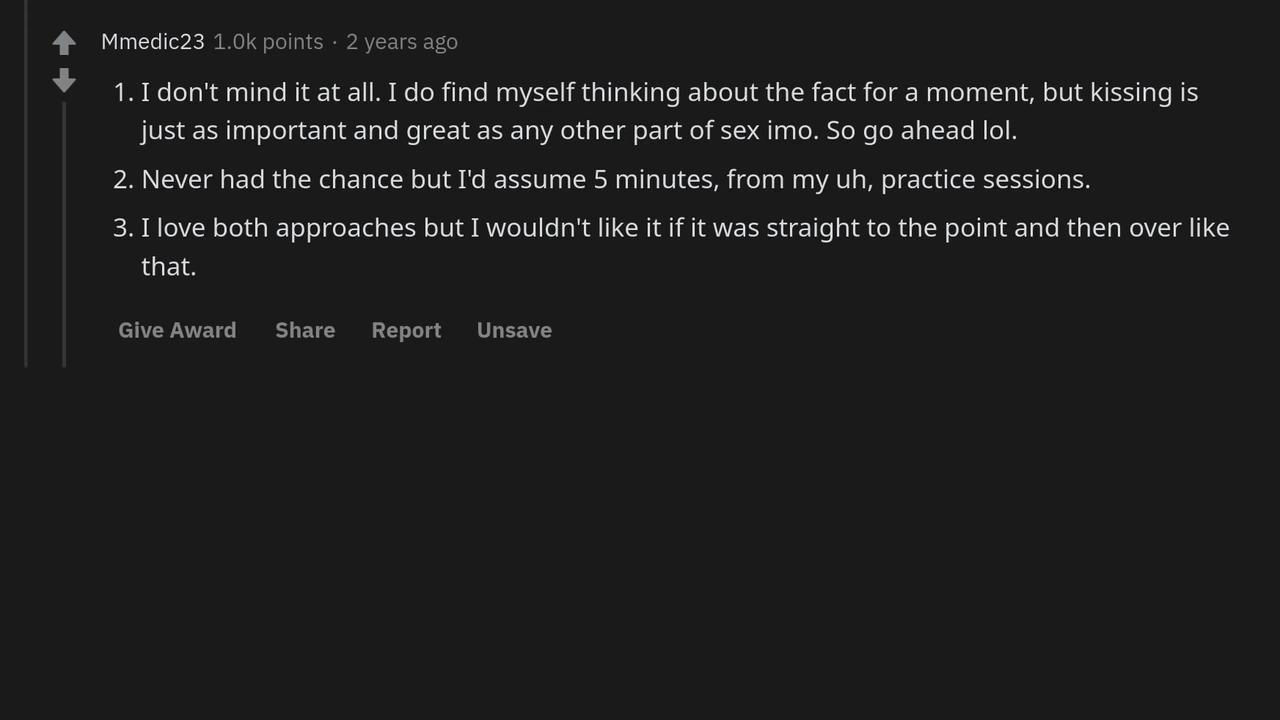 Mmedic23 1.0k points · 2 years ago
1. I don't mind it at all. I do find myself thinking about the fact for a moment, but kissing is
just as important and great as any other part of sex imo. So go ahead lol.
2. Never had the chance but I'd assume 5 minutes, from my uh, practice sessions.
3. I love both approaches but I wouldn't like it if it was straight to the point and then over like
that.
Give Award Share Report Unsave